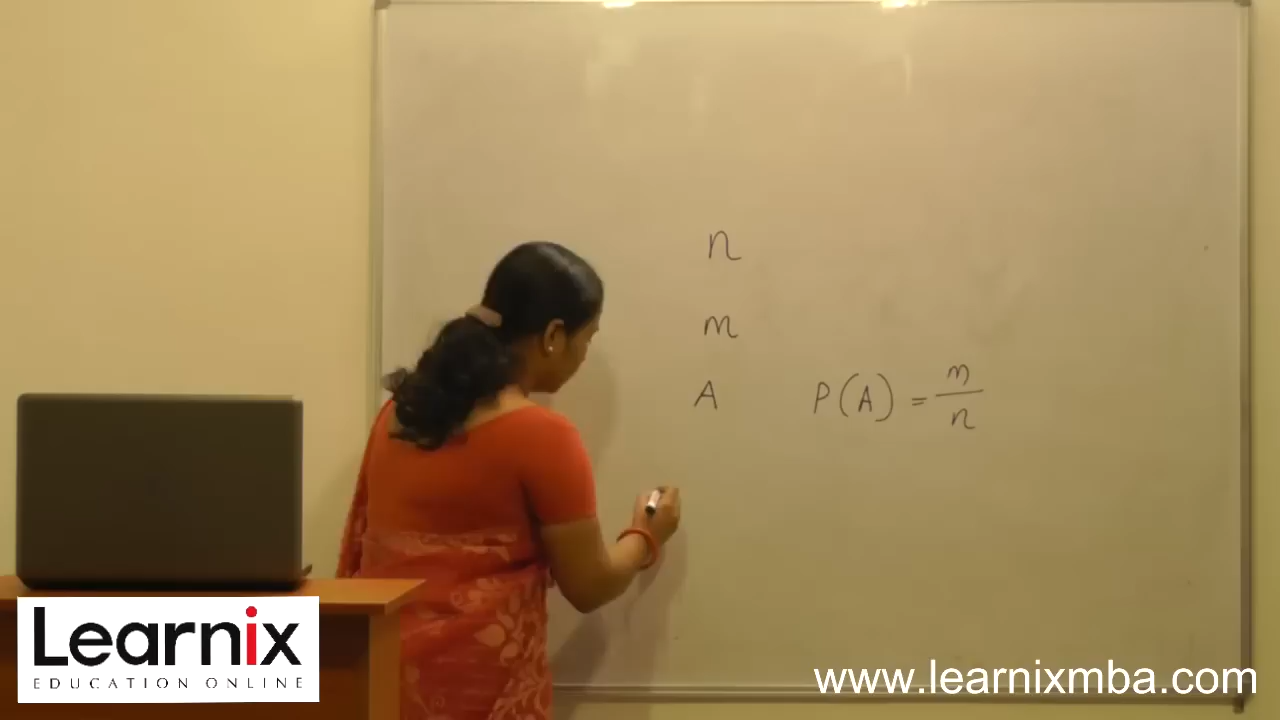 n
m
A P(A) = m/n
Learnix
EDUCATION ONLINE
www.learnixmba.com